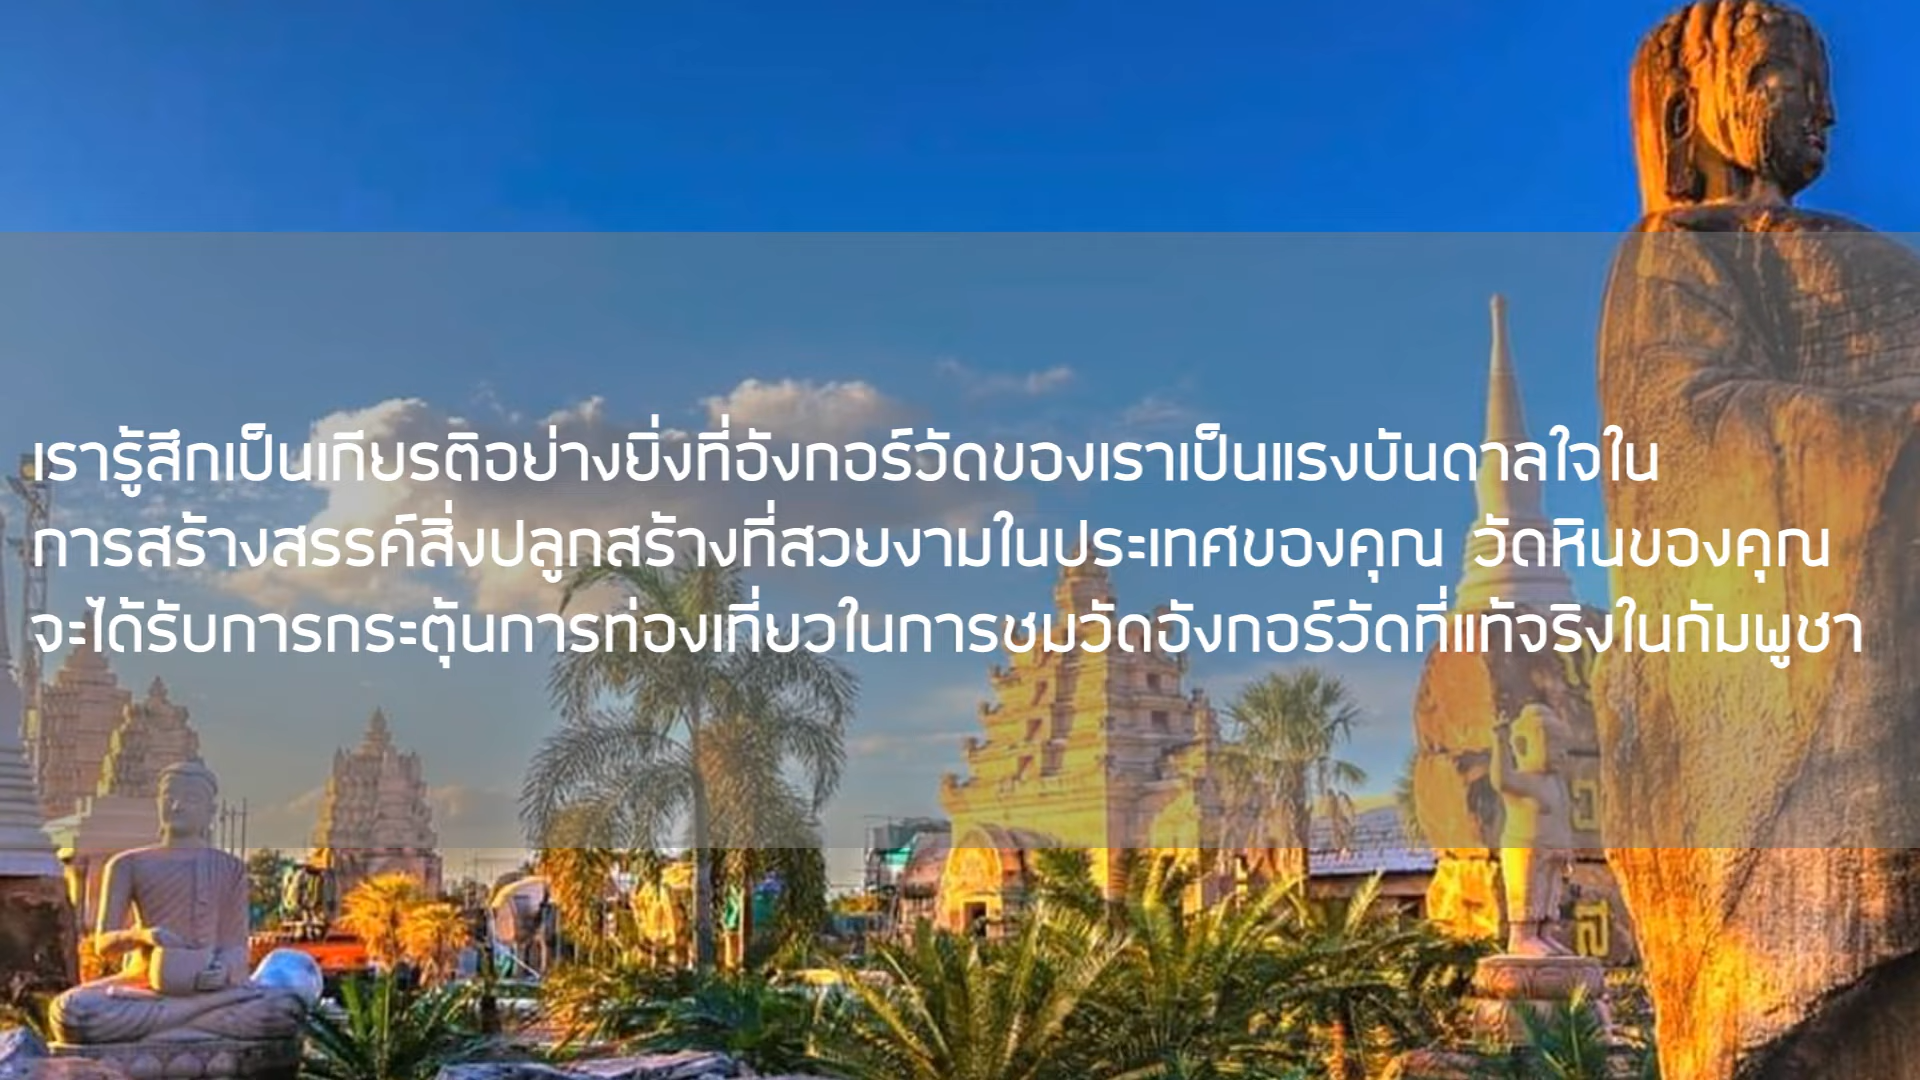 เรารู้สึกเป็นเกียรติอย่างยิ่งที่อังกอร์วัดของเราเป็นแรงบันดาลใจใน
การสร้างสรรค์สิ่งปลูกสร้างที่สวยงามในประเทศของคุณ วัดหินของคุณ
จะได้รับการกระตุ้นการท่องเที่ยวในการชมวัดอังกอร์วัดที่แท้จริงในกัมพูชา